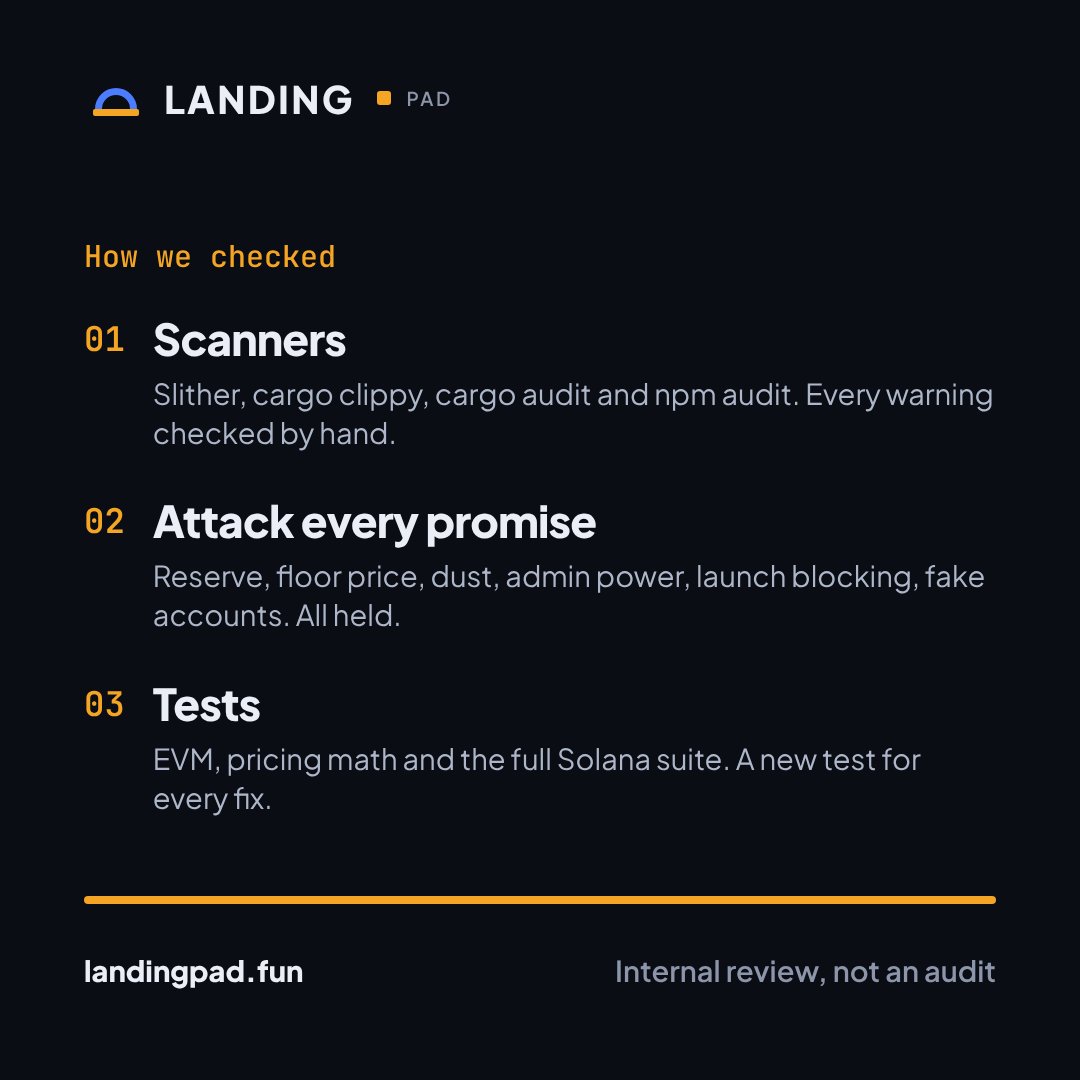 LANDING PAD
How we checked
01 Scanners
Slither, cargo clippy, cargo audit and npm audit. Every warning
checked by hand.
02 Attack every promise
Reserve, floor price, dust, admin power, launch blocking, fake
accounts. All held.
03 Tests
EVM, pricing math and the full Solana suite. A new test for
every fix.
landingpad.fun Internal review, not an audit